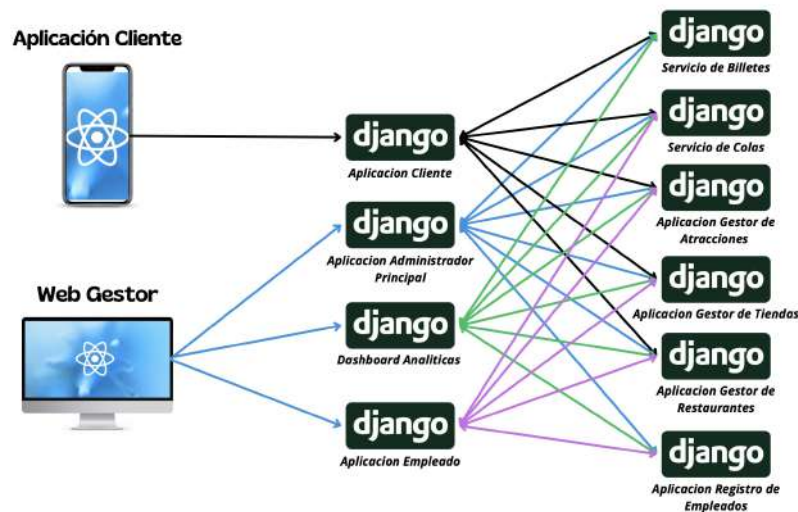 Aplicación Cliente
django
Servicio de Billetes
django
Servicio de Colas
django
Aplicacion Cliente
django
Aplicacion Gestor de
Atracciones
django
Aplicacion Administrador
Principal
Web Gestor
django
Aplicacion Gestor de Tiendas
django
Dashboard Analiticas
django
Aplicacion Gestor de
Restaurantes
django
Aplicacion Empleado
django
Aplicacion Registro de
Empleados